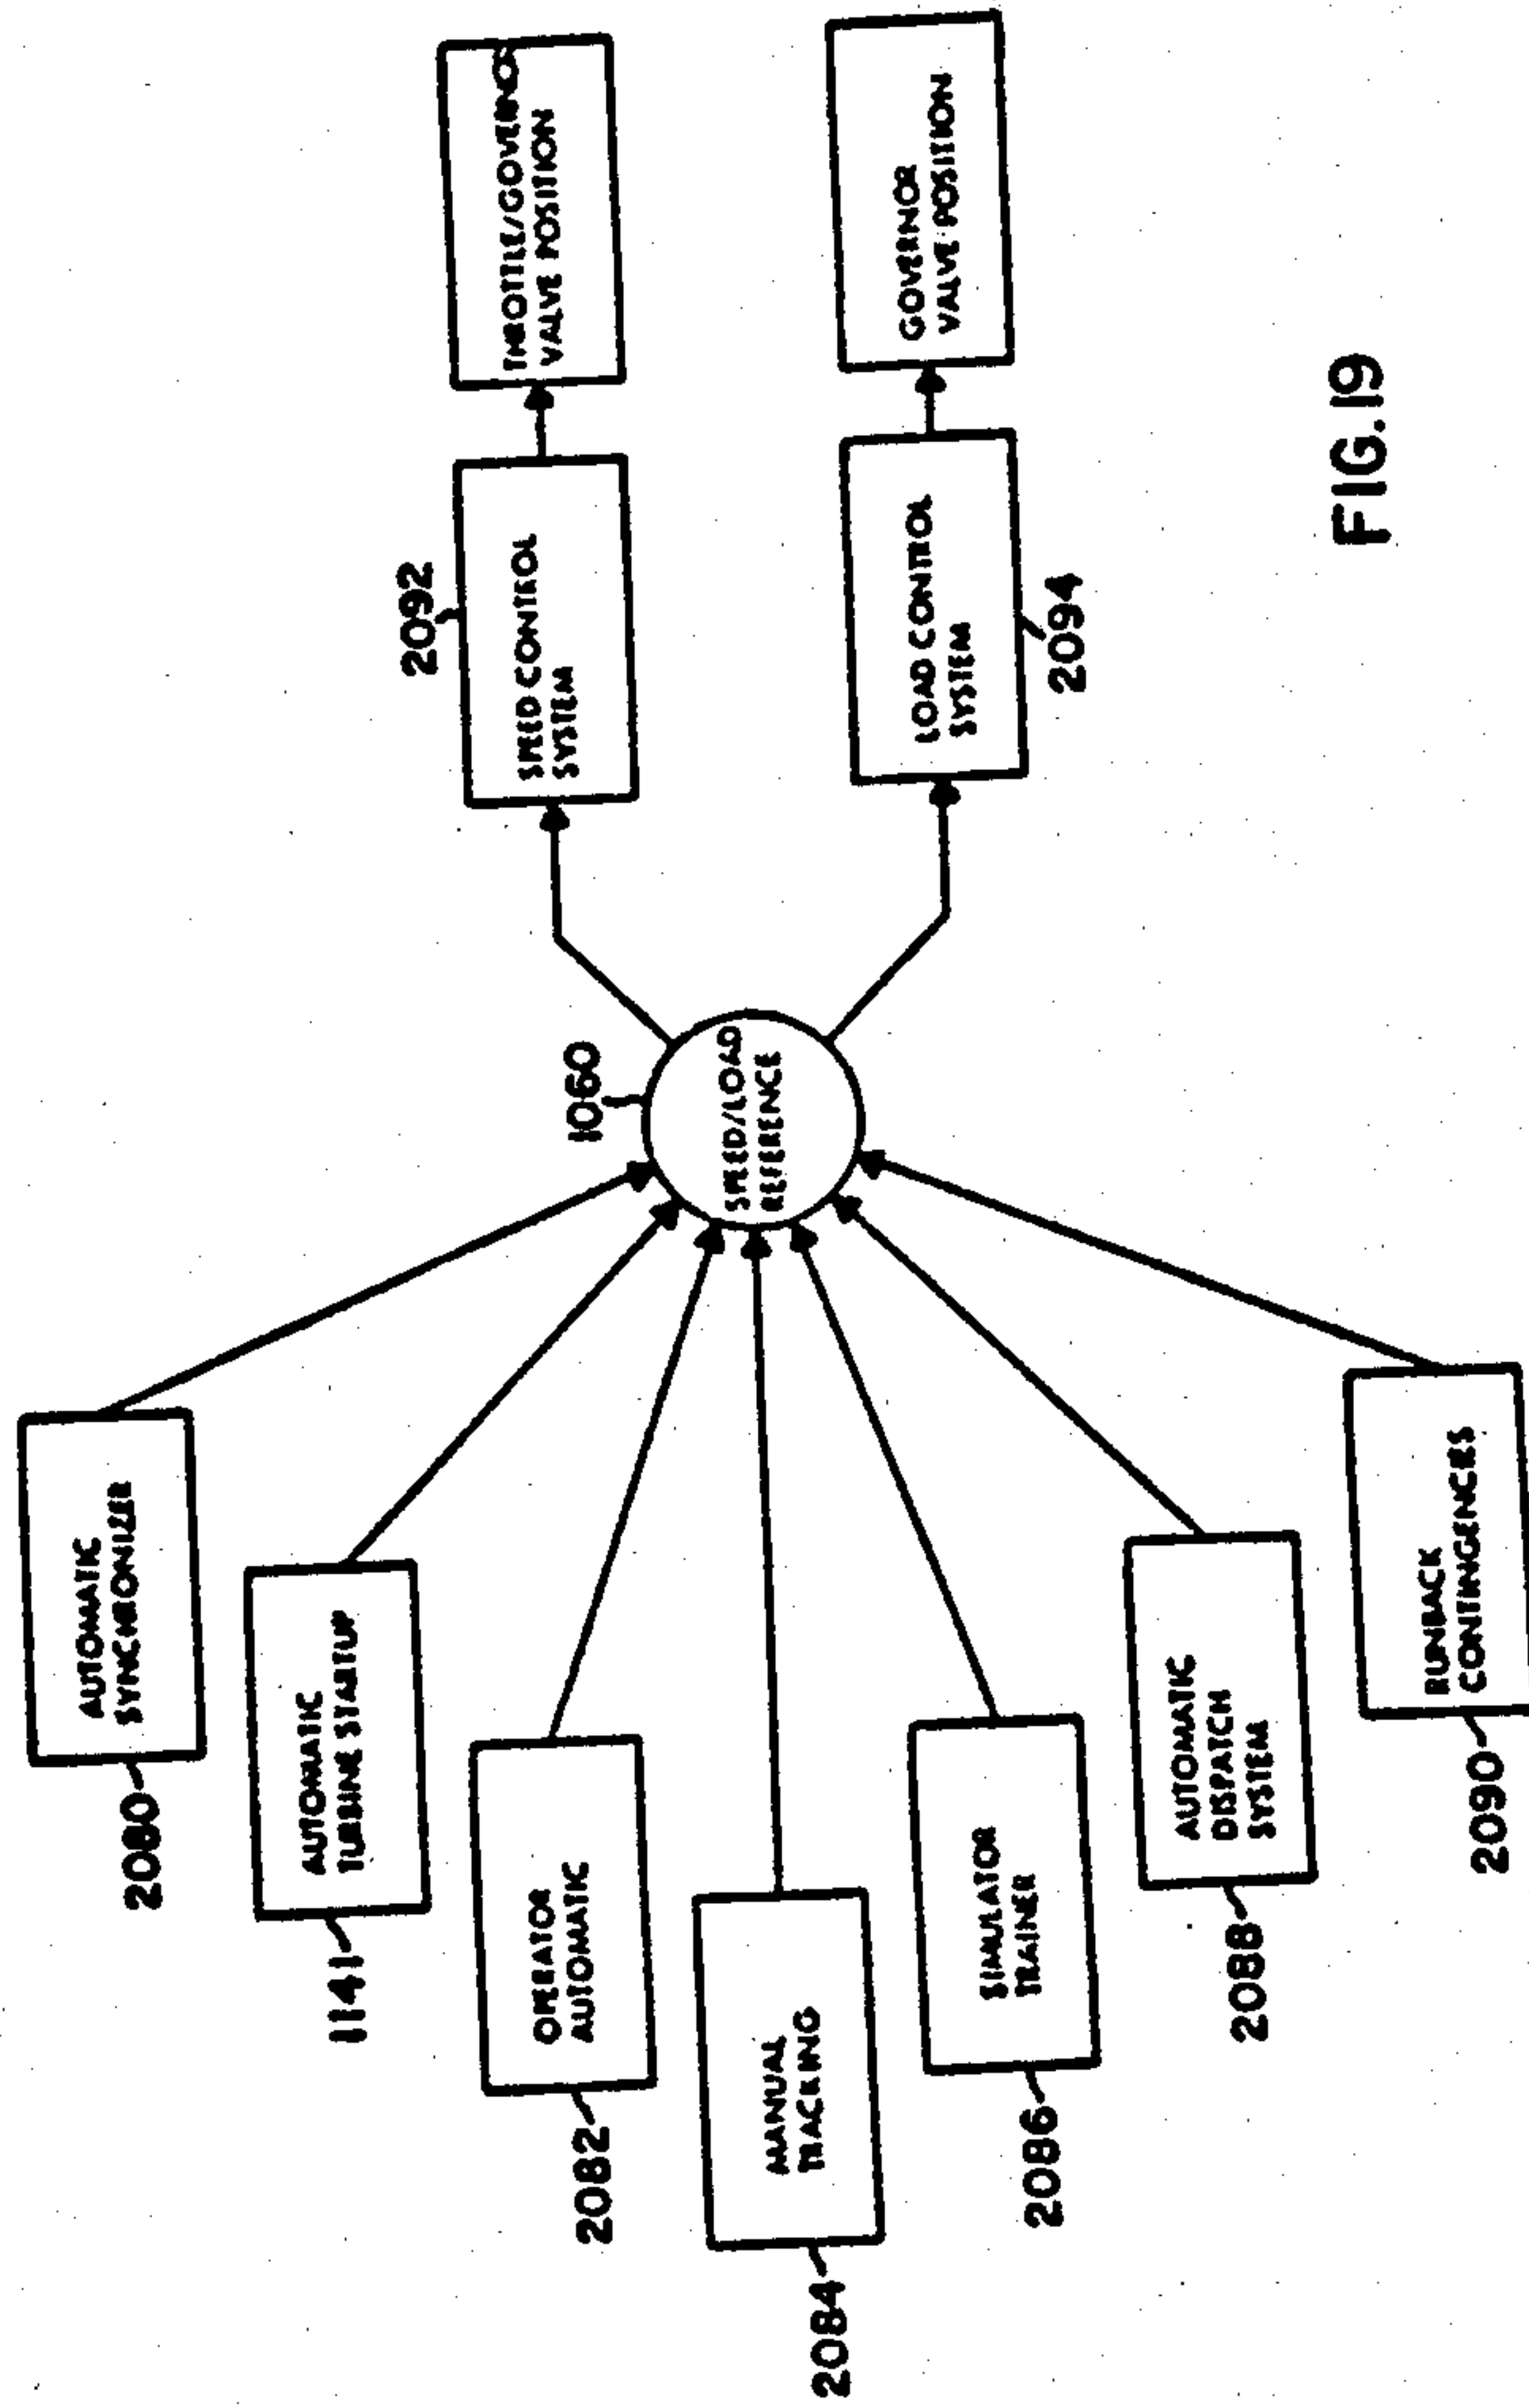 2080
AUTOMATIC
SYNCHRONIZER
1141
AUTOMATIC
TURBINE STARTUP
2082
OPERATOR
AUTOMATIC
2084
MANUAL
TRACKING
2086
SIMULATOR
TRAINER
2088
AUTOMATIC
DISPATCH
SYSTEM
2090
RUNBACK
CONTINGENCES
1060
SPEED/LOAD
REFERENCE
2092
SPEED CONTROL
SYSTEM
THROTTLE/GOVERNOR
VALVE POSITION
2094
LOAD CONTROL
SYSTEM
GOVERNOR
VALVE POSITION
FIG.19